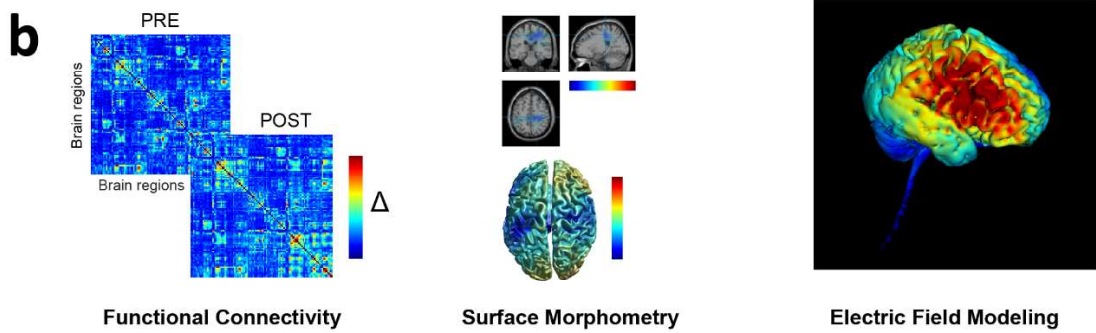 b
PRE
Brain regions
Brain regions
POST
Δ
Functional Connectivity
Surface Morphometry
Electric Field Modeling